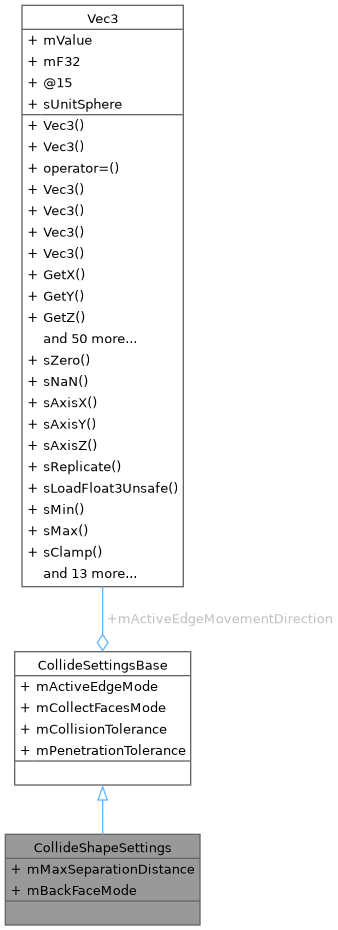 Vec3
+ mValue
+ mF32
+ @15
+ sUnitSphere
+ Vec3()
+ Vec3()
+ operator=()
+ Vec3()
+ Vec3()
+ Vec3()
+ Vec3()
+ GetX()
+ GetY()
+ GetZ()
and 50 more...
+ sZero()
+ sNaN()
+ sAxisX()
+ sAxisY()
+ sAxisZ()
+ sReplicate()
+ sLoadFloat3Unsafe()
+ sMin()
+ sMax()
+ sClamp()
and 13 more...
+mActiveEdgeMovementDirection
CollideSettingsBase
+ mActiveEdgeMode
+ mCollectFacesMode
+ mCollisionTolerance
+ mPenetrationTolerance
CollideShapeSettings
+ mMaxSeparationDistance
+ mBackFaceMode